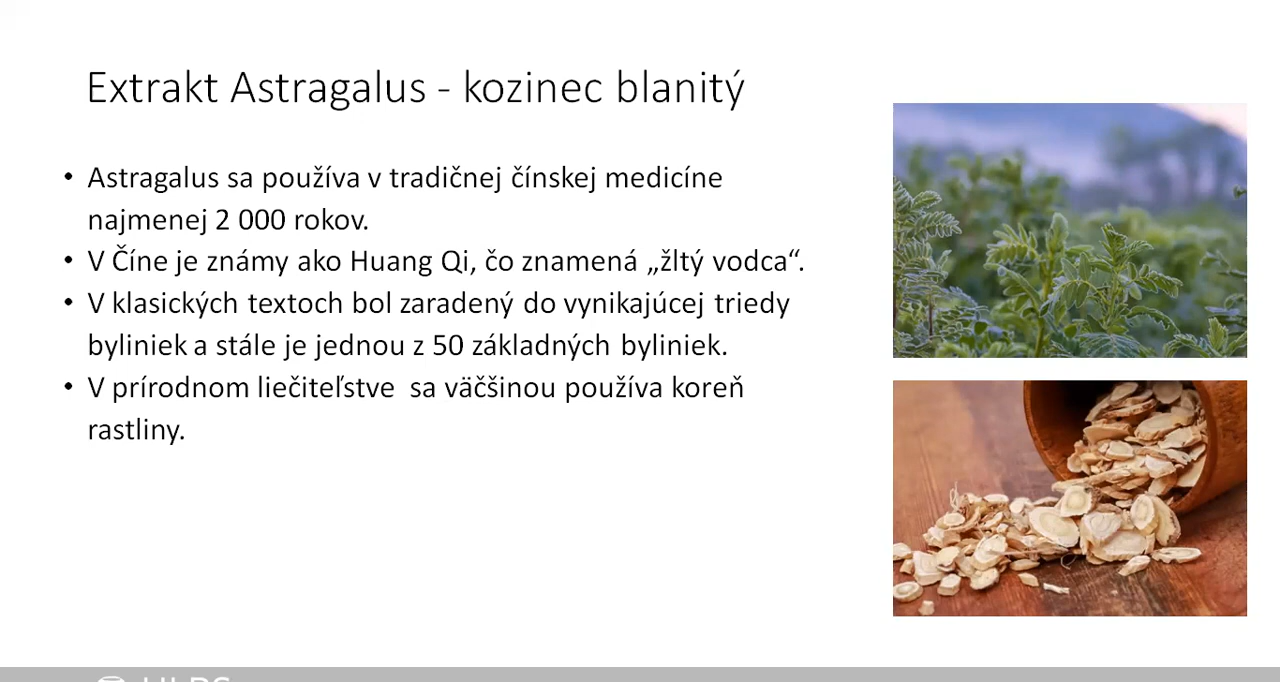 Extrakt Astragalus - kozinec blanitý
• Astragalus sa používa v tradičnej čínskej medicíne
najmenej 2 000 rokov.
• V Číne je známy ako Huang Qi, čo znamená „žltý vodca“.
• V klasických textoch bol zaradený do vynikajúcej triedy
byliniek a stále je jednou z 50 základných byliniek.
• V prírodnom liečiteľstve  sa väčšinou používa koreň
rastliny.